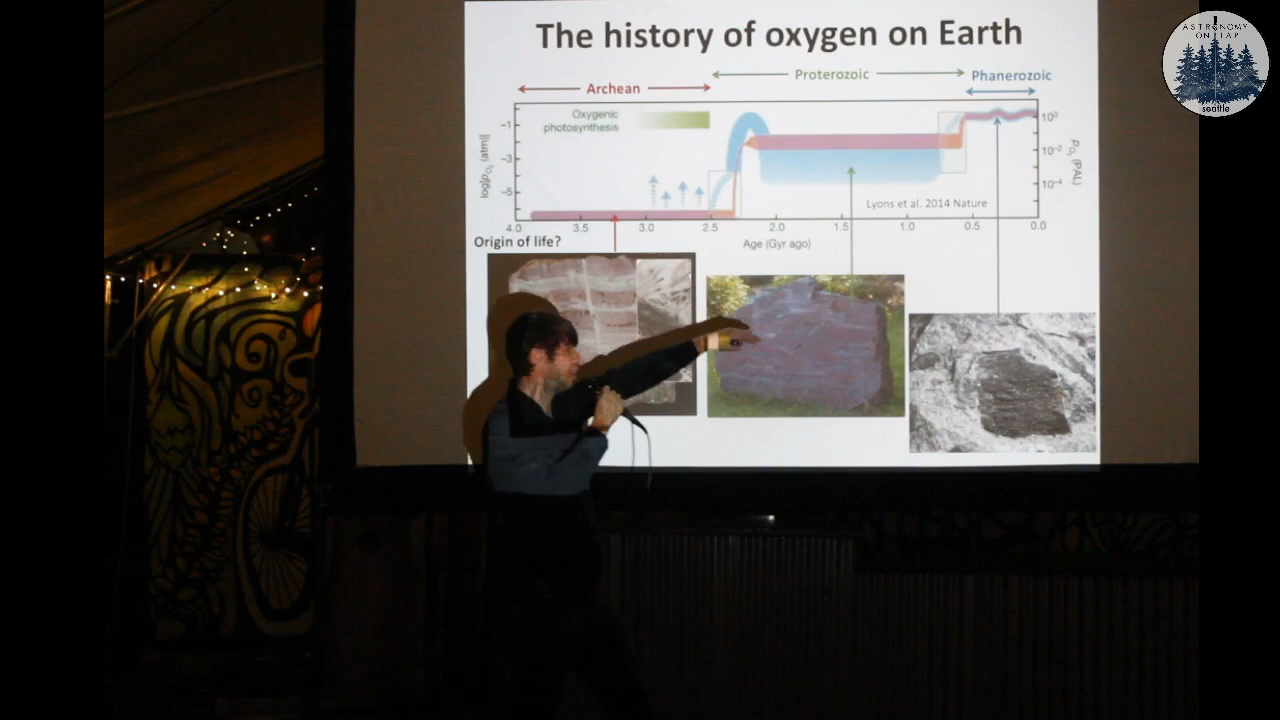 The history of oxygen on Earth
Archean
Proterozoic
Phanerozoic
Oxygenic
photosynthesis
log[pO₂ (atm)]
−1
−3
−5
10⁰
10⁻²
10⁻⁴
pO₂ (PAL)
Lyons et al. 2014 Nature
4.0 3.5 3.0 2.5 2.0 1.5 1.0 0.5 0.0
Age (Gyr ago)
Origin of life?
ASTRONOMY
ON TAP
seattle